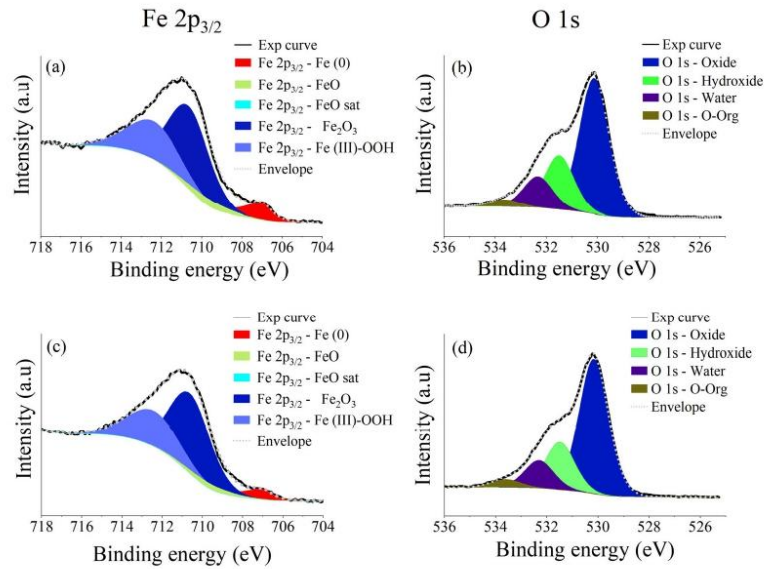 Fe 2p3/2
O 1s
(a)
Exp curve
Fe 2p3/2 - Fe (0)
Fe 2p3/2 - FeO
Fe 2p3/2 - FeO sat
Fe 2p3/2 - Fe2O3
Fe 2p3/2 - Fe (III)-OOH
Envelope
Intensity (a.u)
718 716 714 712 710 708 706 704
Binding energy (eV)
(b)
Exp curve
O 1s - Oxide
O 1s - Hydroxide
O 1s - Water
O 1s - O-Org
Envelope
Intensity (a.u)
536 534 532 530 528 526
Binding energy (eV)
(c)
Exp curve
Fe 2p3/2 - Fe (0)
Fe 2p3/2 - FeO
Fe 2p3/2 - FeO sat
Fe 2p3/2 - Fe2O3
Fe 2p3/2 - Fe (III)-OOH
Envelope
Intensity (a.u)
718 716 714 712 710 708 706 704
Binding energy (eV)
(d)
Exp curve
O 1s - Oxide
O 1s - Hydroxide
O 1s - Water
O 1s - O-Org
Envelope
Intensity (a.u)
536 534 532 530 528 526
Binding energy (eV)